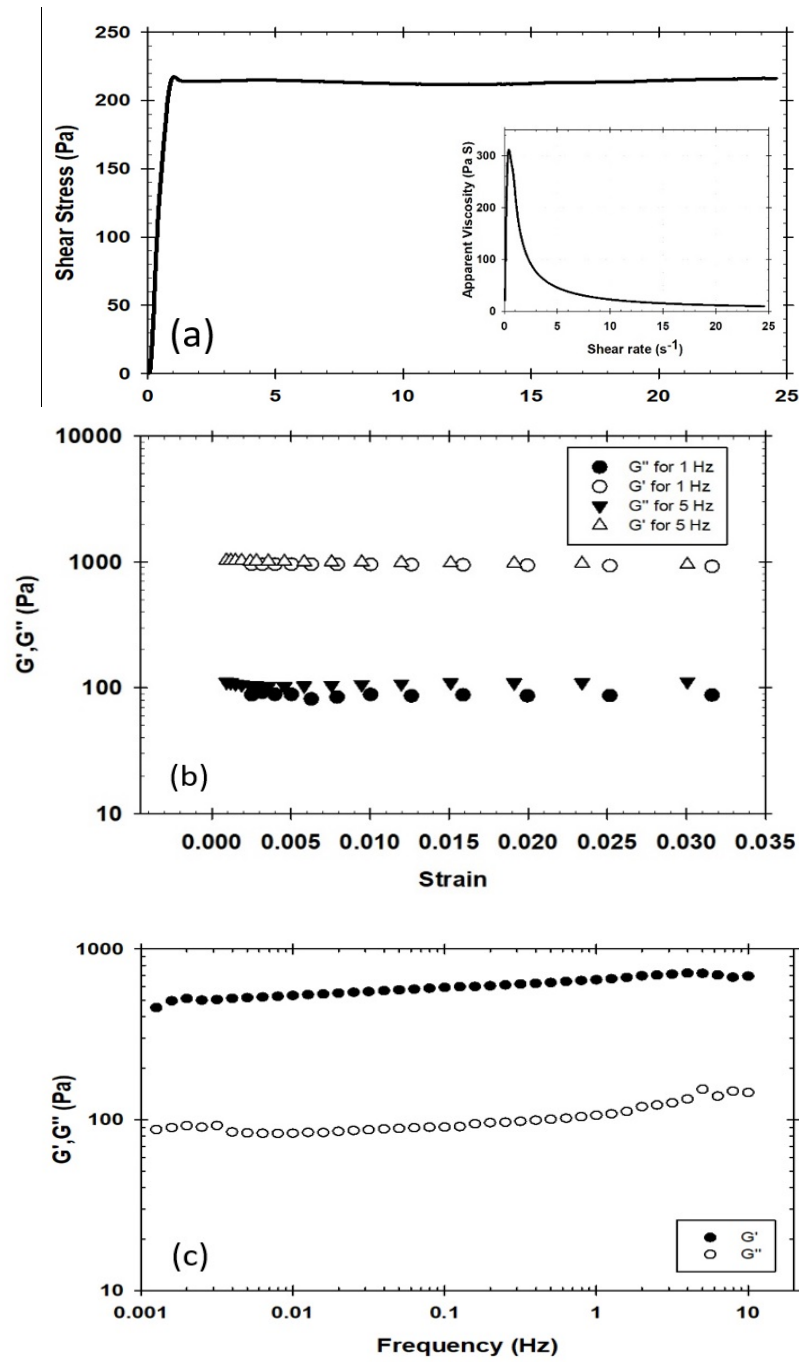 250
200
150
100
50
0
Shear Stress (Pa)
(a)
300
200
100
0
Apparent Viscosity (Pa S)
0 5 10 15 20 25
Shear rate (s-1)
0 5 10 15 20 25
10000
1000
100
10
G',G" (Pa)
G" for 1 Hz
G' for 1 Hz
G" for 5 Hz
G' for 5 Hz
(b)
0.000 0.005 0.010 0.015 0.020 0.025 0.030 0.035
Strain
1000
100
10
G',G" (Pa)
(c)
G'
G"
0.001 0.01 0.1 1 10
Frequency (Hz)